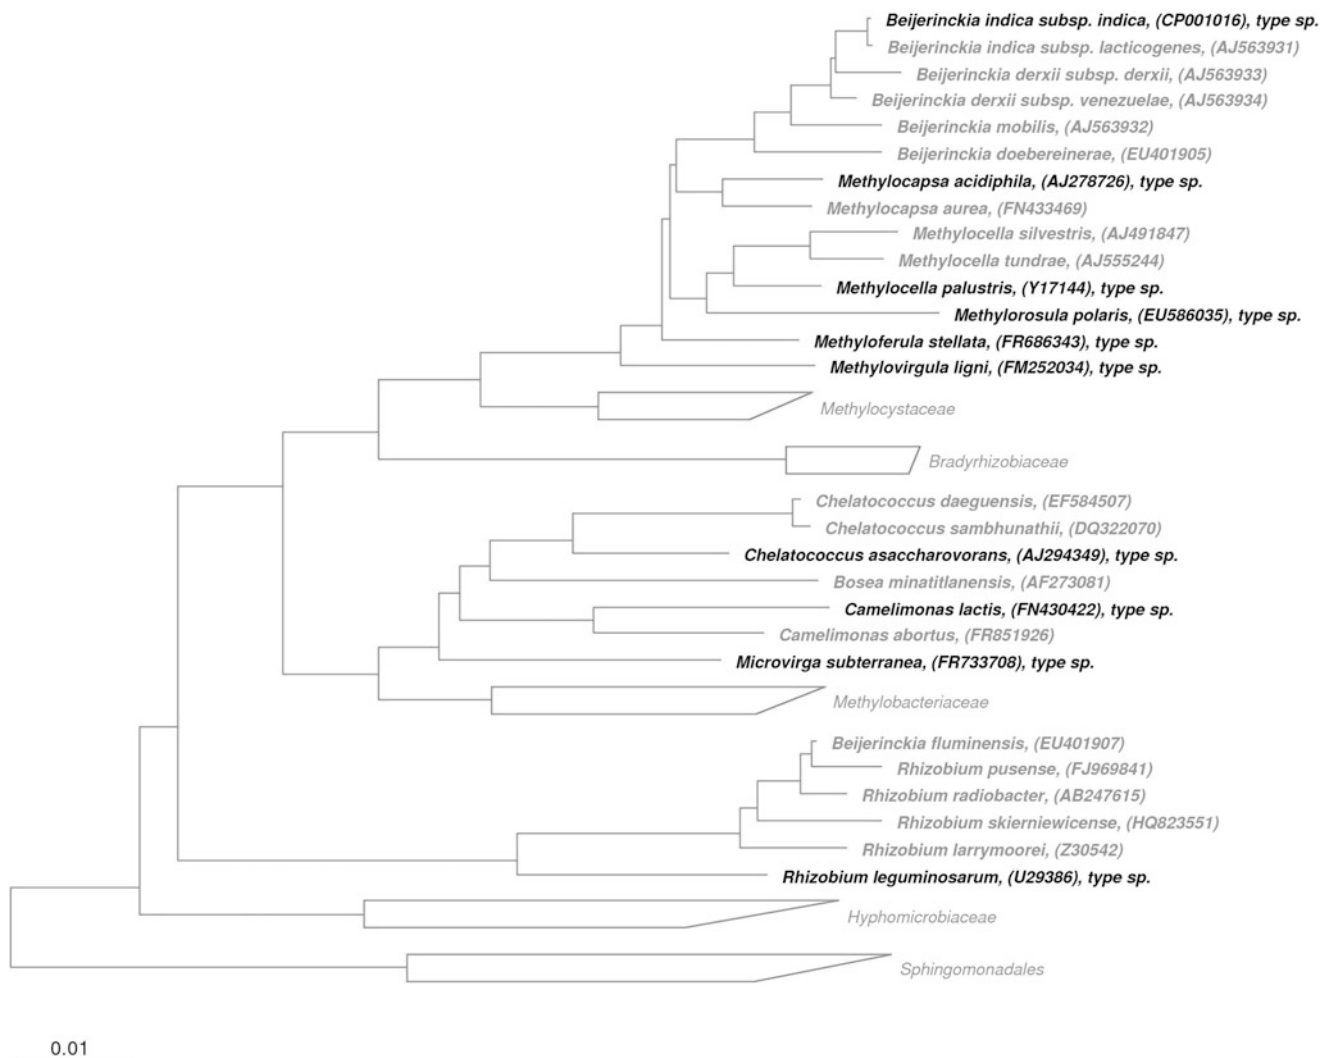 Beijerinckia indica subsp. indica, (CP001016), type sp.
Beijerinckia indica subsp. lacticogenes, (AJ563931)
Beijerinckia derxii subsp. derxii, (AJ563933)
Beijerinckia derxii subsp. venezuelae, (AJ563934)
Beijerinckia mobilis, (AJ563932)
Beijerinckia doebereinerae, (EU401905)
Methylocapsa acidiphila, (AJ278726), type sp.
Methylocapsa aurea, (FN433469)
Methylocella silvestris, (AJ491847)
Methylocella tundrae, (AJ555244)
Methylocella palustris, (Y17144), type sp.
Methylorosula polaris, (EU586035), type sp.
Methyloferula stellata, (FR686343), type sp.
Methylovirgula ligni, (FM252034), type sp.
Methylocystaceae
Bradyrhizobiaceae
Chelatococcus daeguensis, (EF584507)
Chelatococcus sambhunathii, (DQ322070)
Chelatococcus asaccharovorans, (AJ294349), type sp.
Bosea minatitlanensis, (AF273081)
Camelimonas lactis, (FN430422), type sp.
Camelimonas abortus, (FR851926)
Microvirga subterranea, (FR733708), type sp.
Methylobacteriaceae
Beijerinckia fluminensis, (EU401907)
Rhizobium pusense, (FJ969841)
Rhizobium radiobacter, (AB247615)
Rhizobium skierniewicense, (HQ823551)
Rhizobium larrymoorei, (Z30542)
Rhizobium leguminosarum, (U29386), type sp.
Hyphomicrobiaceae
Sphingomonadales
0.01